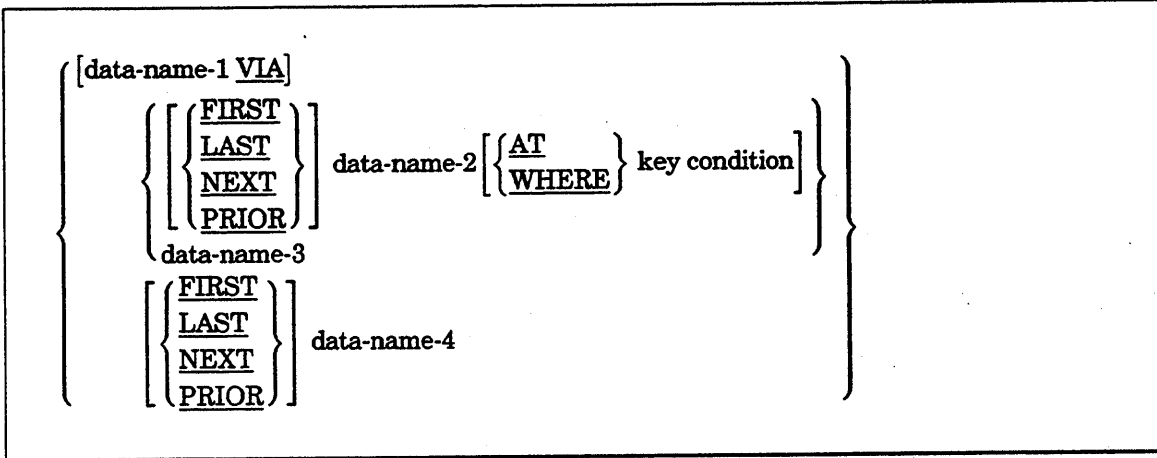 [data-name-1 VIA]
FIRST
LAST
NEXT
PRIOR
data-name-2
AT
WHERE
key condition
data-name-3
FIRST
LAST
NEXT
PRIOR
data-name-4